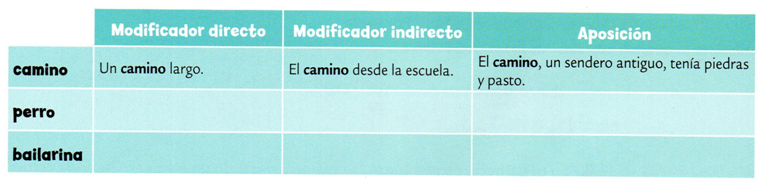 Modificador directo Modificador indirecto Aposición
camino Un camino largo. El camino desde la escuela. El camino, un sendero antiguo, tenía piedras
y pasto.
perro
bailarina